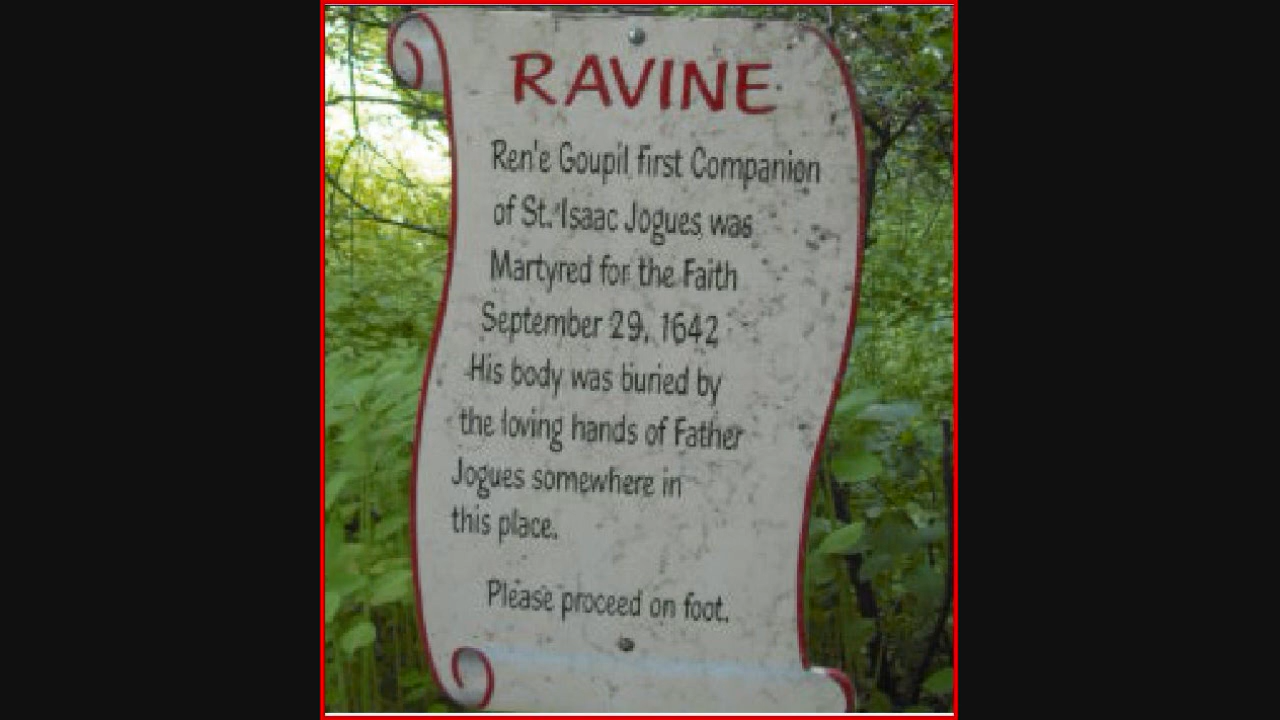 RAVINE
Ren'e Goupil first Companion
of St. Isaac Jogues was
Martyred for the Faith
September 29, 1642
His body was buried by
the loving hands of Father
Jogues somewhere in
this place.
Please proceed on foot.